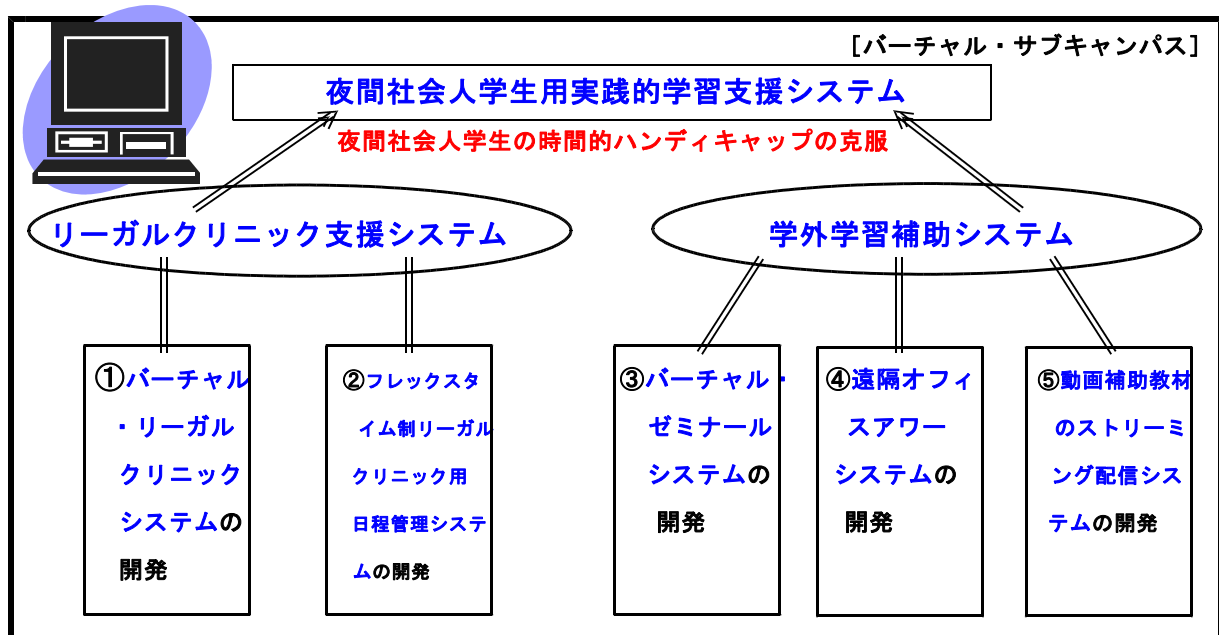 [バーチャル・サブキャンパス]
夜間社会人学生用実践的学習支援システム
夜間社会人学生の時間的ハンディキャップの克服
リーガルクリニック支援システム
学外学習補助システム
①バーチャル
・リーガル
クリニック
システムの
開発
②フレックスタ
イム制リーガル
クリニック用
日程管理システ
ムの開発
③バーチャル・
ゼミナール
システムの
開発
④遠隔オフィ
スアワー
システムの
開発
⑤動画補助教材
のストリーミ
ング配信シス
テムの開発